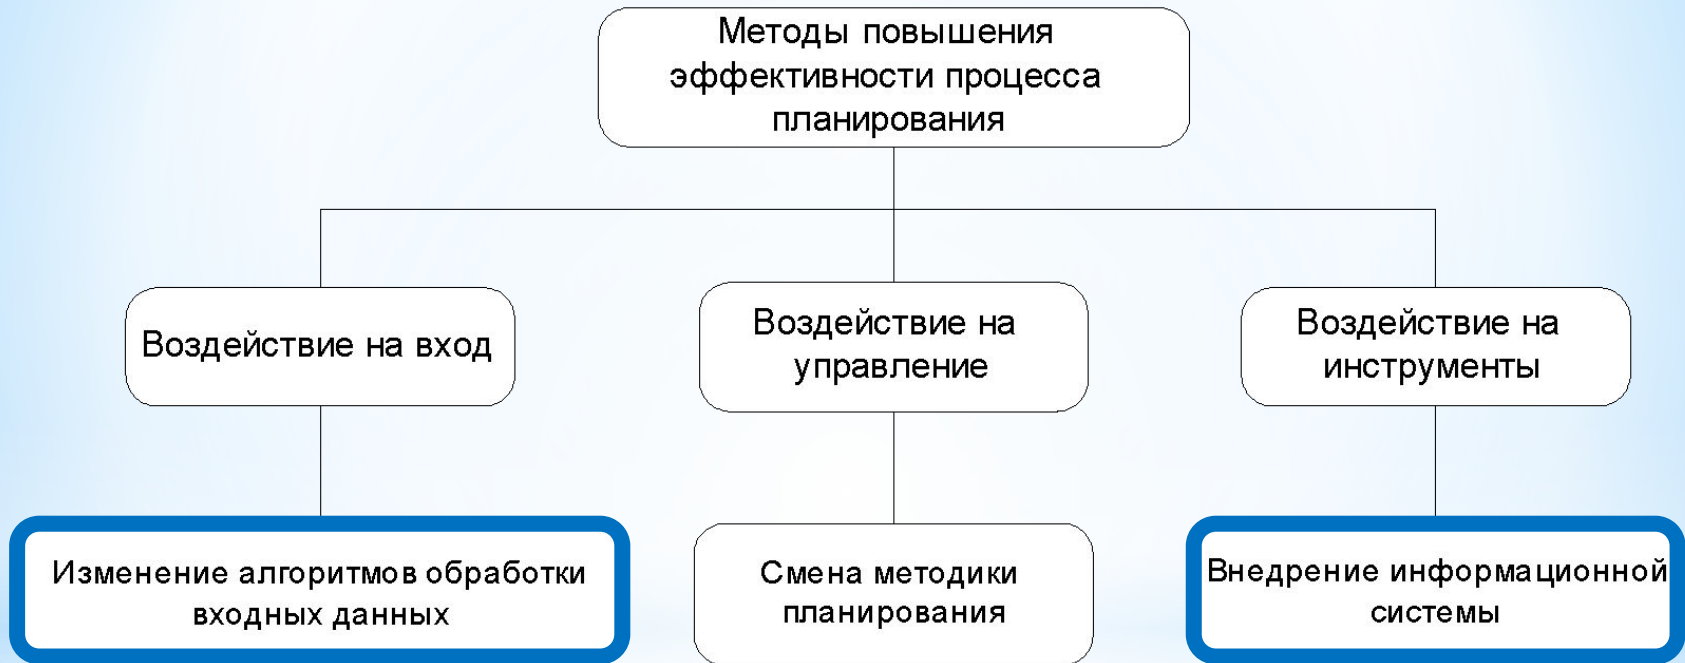 Методы повышения
эффективности процесса
планирования
Воздействие на вход
Воздействие на
управление
Воздействие на
инструменты
Изменение алгоритмов обработки
входных данных
Смена методики
планирования
Внедрение информационной
системы